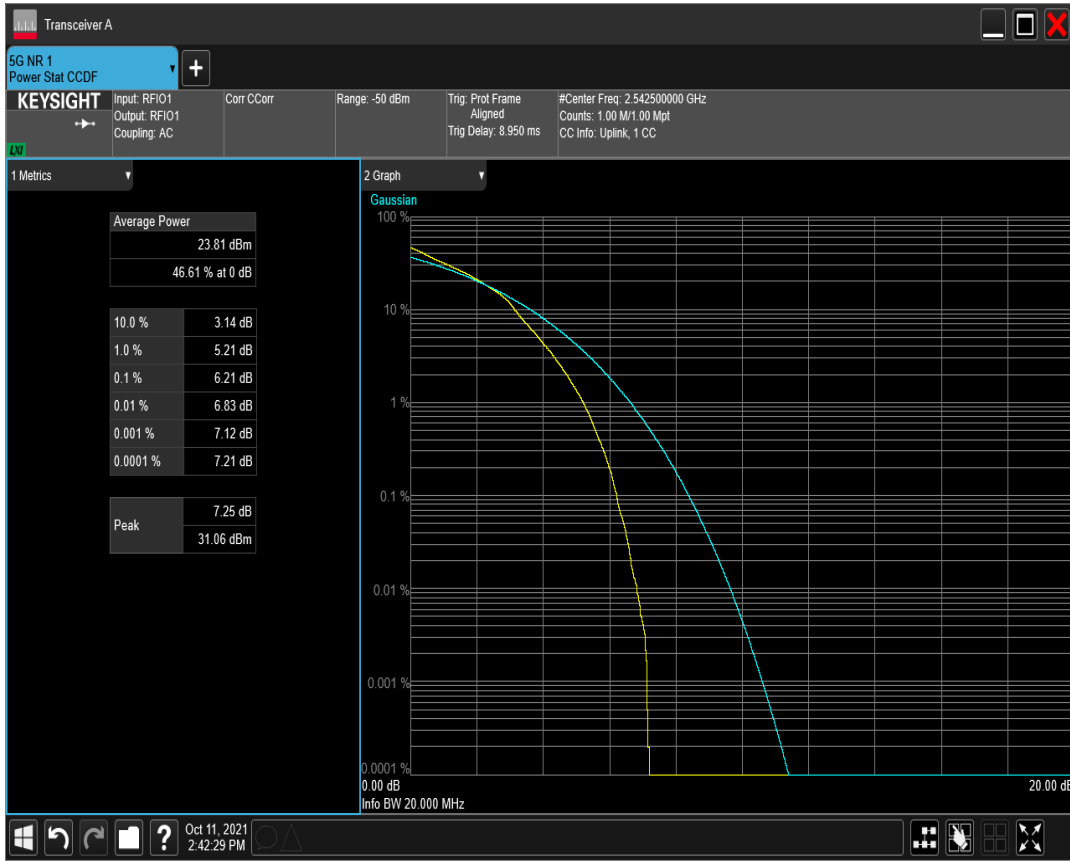 Transceiver A
5G NR 1
Power Stat CCDF
+
KEYSIGHT
LXI
Input: RFIO1
Output: RFIO1
Coupling: AC
Corr CCorr
Range: -50 dBm
Trig: Prot Frame
Aligned
Trig Delay: 8.950 ms
#Center Freq: 2.542500000 GHz
Counts: 1.00 M/1.00 Mpt
CC Info: Uplink, 1 CC
1 Metrics
Average Power
23.81 dBm
46.61 % at 0 dB
10.0 % 3.14 dB
1.0 % 5.21 dB
0.1 % 6.21 dB
0.01 % 6.83 dB
0.001 % 7.12 dB
0.0001 % 7.21 dB
Peak
7.25 dB
31.06 dBm
2 Graph
Gaussian
100 %
10 %
1 %
0.1 %
0.01 %
0.001 %
0.0001 %
0.00 dB 20.00 dB
Info BW 20.000 MHz
?
Oct 11, 2021
2:42:29 PM